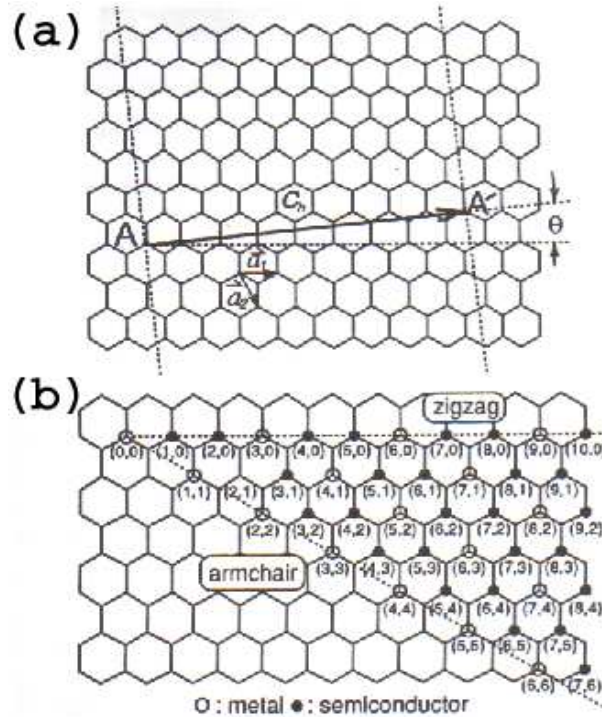 (a)
C_h
A A'
θ
a⃗₁
a⃗₂
(b)
zigzag
(0,0) (1,0) (2,0) (3,0) (4,0) (5,0) (6,0) (7,0) (8,0) (9,0) (10,0)
(1,1) (2,1) (3,1) (4,1) (5,1) (6,1) (7,1) (8,1) (9,1)
(2,2) (3,2) (4,2) (5,2) (6,2) (7,2) (8,2) (9,2)
armchair
(3,3) (4,3) (5,3) (6,3) (7,3) (8,3)
(4,4) (5,4) (6,4) (7,4) (8,4)
(5,5) (6,5) (7,5)
(6,6) (7,6)
O : metal ● : semiconductor